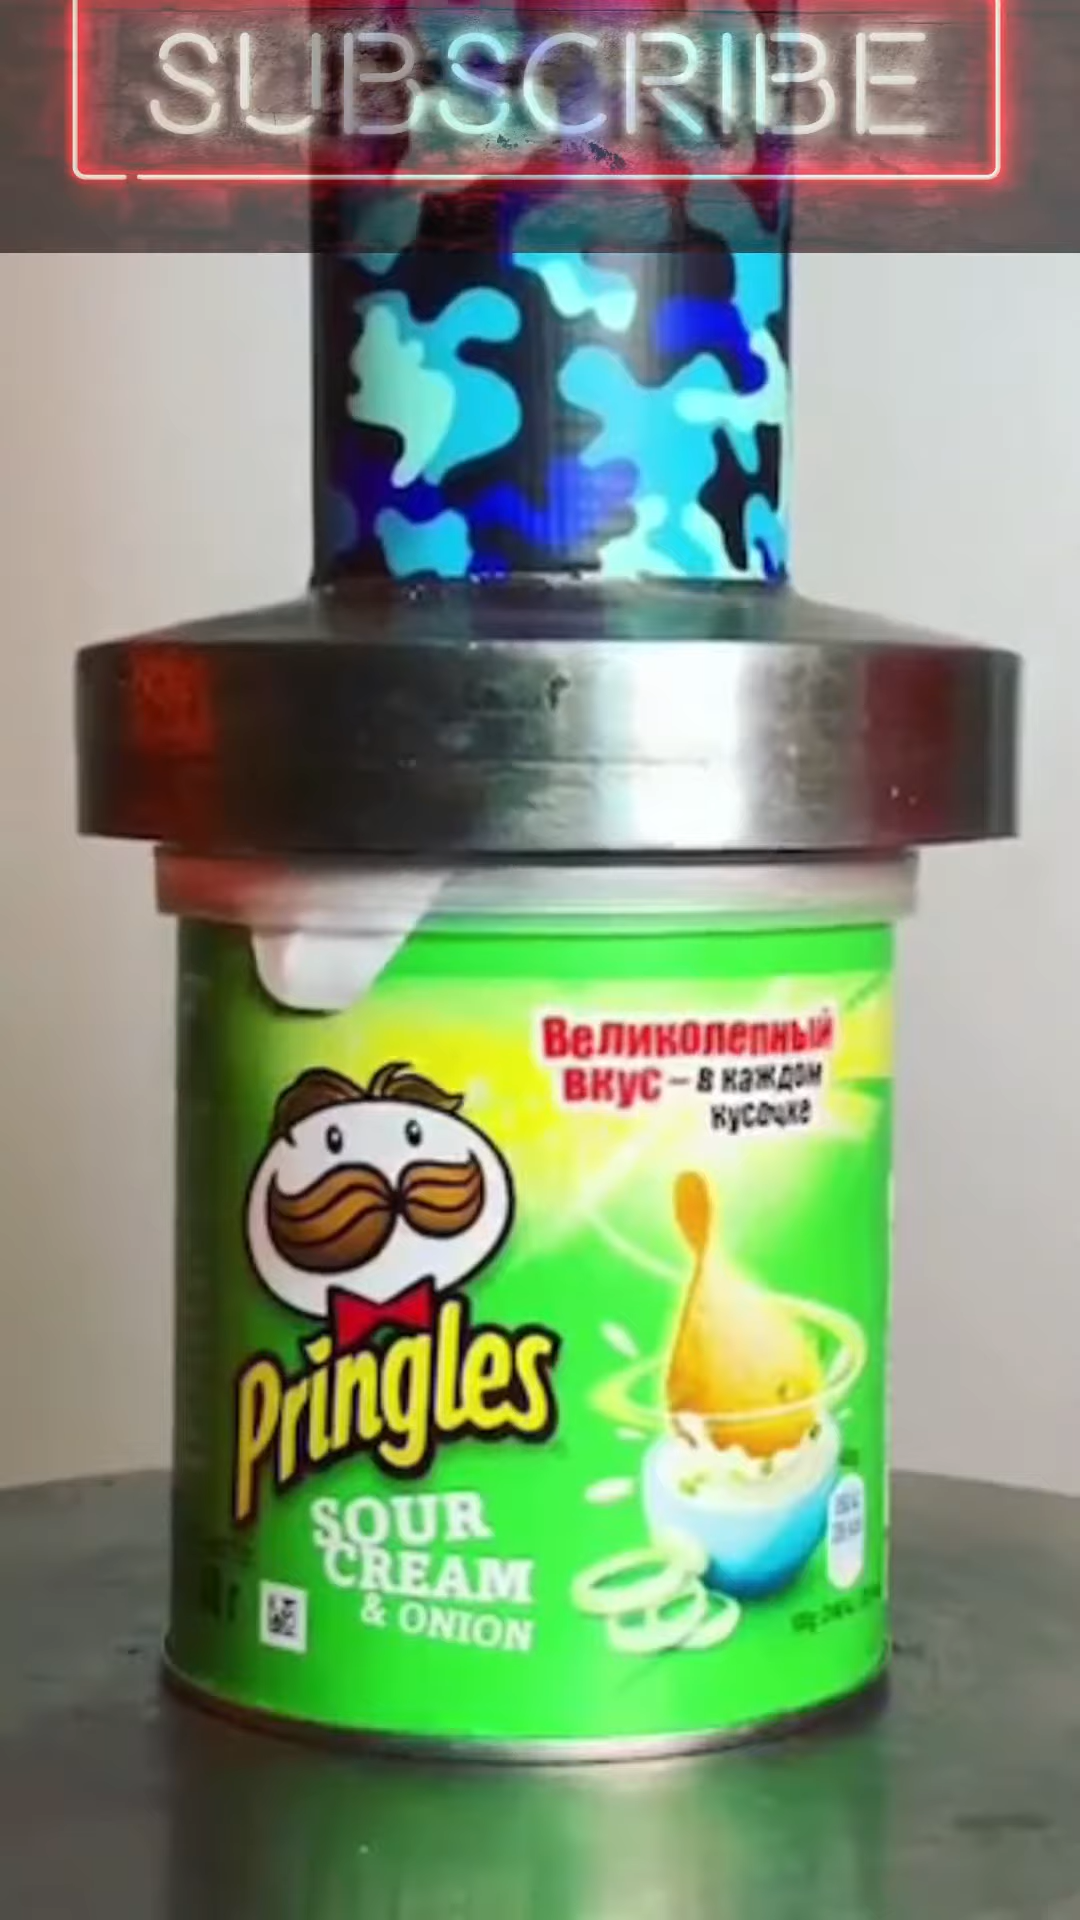 SUBSCRIBE
Великолепный
вкус – в каждом
кусочке
Pringles
SOUR
CREAM
& ONION